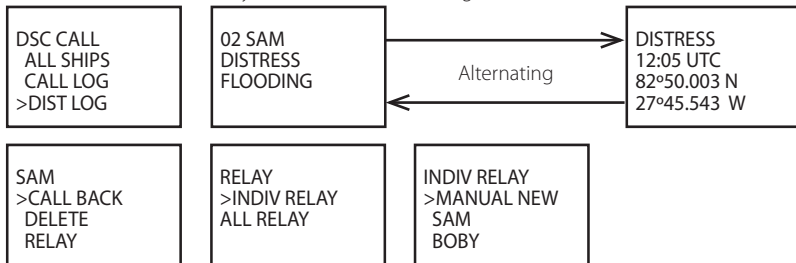 DSC CALL
ALL SHIPS
CALL LOG
>DIST LOG
02 SAM
DISTRESS
FLOODING
Alternating
DISTRESS
12:05 UTC
82º50.003 N
27º45.543 W
SAM
>CALL BACK
DELETE
RELAY
RELAY
>INDIV RELAY
ALL RELAY
INDIV RELAY
>MANUAL NEW
SAM
BOBY